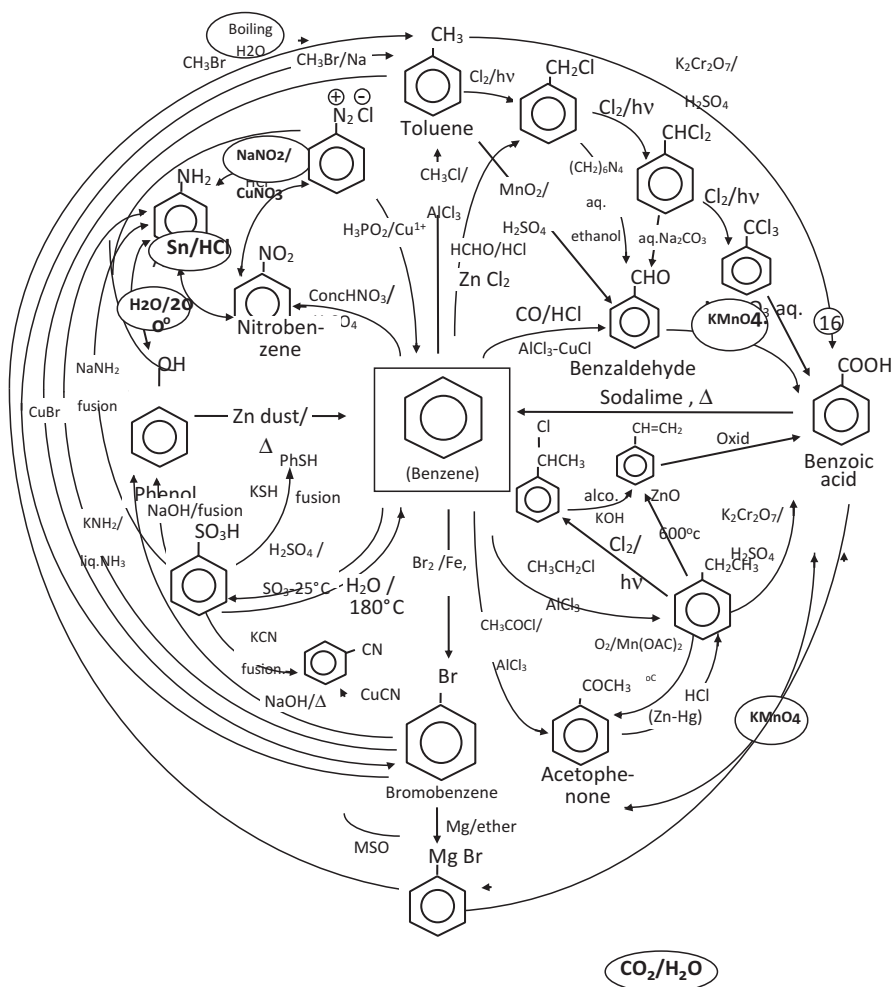 Boiling
H2O
CH₃Br
CH₃Br/Na
CH₃
Toluene
Cl₂/hν
CH₂Cl
K₂Cr₂O₇/
H₂SO₄
Cl₂/hν
CHCl₂
Cl₂/hν
CCl₃
⊕ ⊖
N₂ Cl
NaNO2/
CuNO3
NH₂
Sn/HCl
H2O/20
0°
H₃PO₂/Cu¹⁺
CH₃Cl/
AlCl₃
MnO₂/
H₂SO₄
(CH₂)₆N₄
aq.
ethanol
aq.Na₂CO₃
HCHO/HCl
Zn Cl₂
NO₂
Nitroben-
zene
ConcHNO₃/
CHO
CO/HCl
AlCl₃-CuCl
Benzaldehyde
KMnO4.
aq.
16
COOH
Benzoic
acid
Sodalime , Δ
NaNH₂
fusion
CuBr
OH
Phenol
Zn dust/
Δ
(Benzene)
Cl
CHCH₃
CH=CH₂
Oxid
alco.
KOH
ZnO
600°c
K₂Cr₂O₇/
H₂SO₄
PhSH
KSH
fusion
NaOH/fusion
KNH₂/
liq.NH₃
SO₃H
H₂SO₄ /
SO₃-25°C
H₂O /
180°C
Br₂ /Fe,
CH₃CH₂Cl
AlCl₃
Cl₂/
hν
CH₂CH₃
CH₃COCl/
AlCl₃
O₂/Mn(OAC)₂
KCN
fusion.
CN
CuCN
NaOH/Δ
Br
Bromobenzene
COCH₃
oC
HCl
(Zn-Hg)
Acetophe-
none
KMnO4
Mg/ether
MSO
Mg Br
CO₂/H₂O